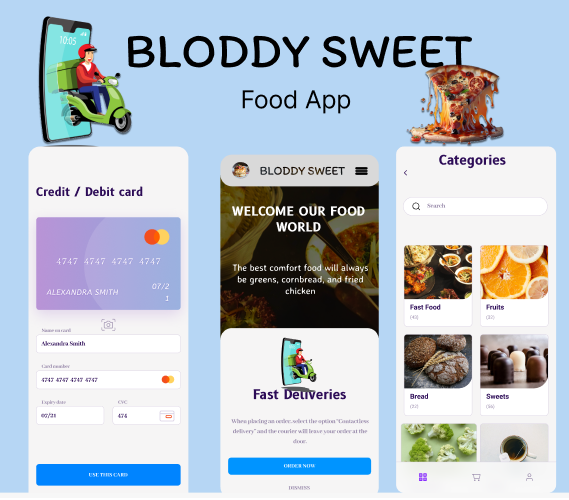 BLODDY SWEET
Food App
10:05
Credit / Debit card
4747 4747 4747 4747
ALEXANDRA SMITH
07/2
1
Name on card
Alexandra Smith
Card number
4747 4747 4747 4747
Expiry date
CVC
07/21
474
USE THIS CARD
BLODDY SWEET
WELCOME OUR FOOD
WORLD
The best comfort food will always
be greens, cornbread, and fried
chicken
Fast Deliveries
When placing an order, select the option "Contactless
delivery" and the courier will leave your order at the
door.
ORDER NOW
DISMISS
Categories
Search
Fast Food
(43)
Fruits
Bread
(22)
Sweets